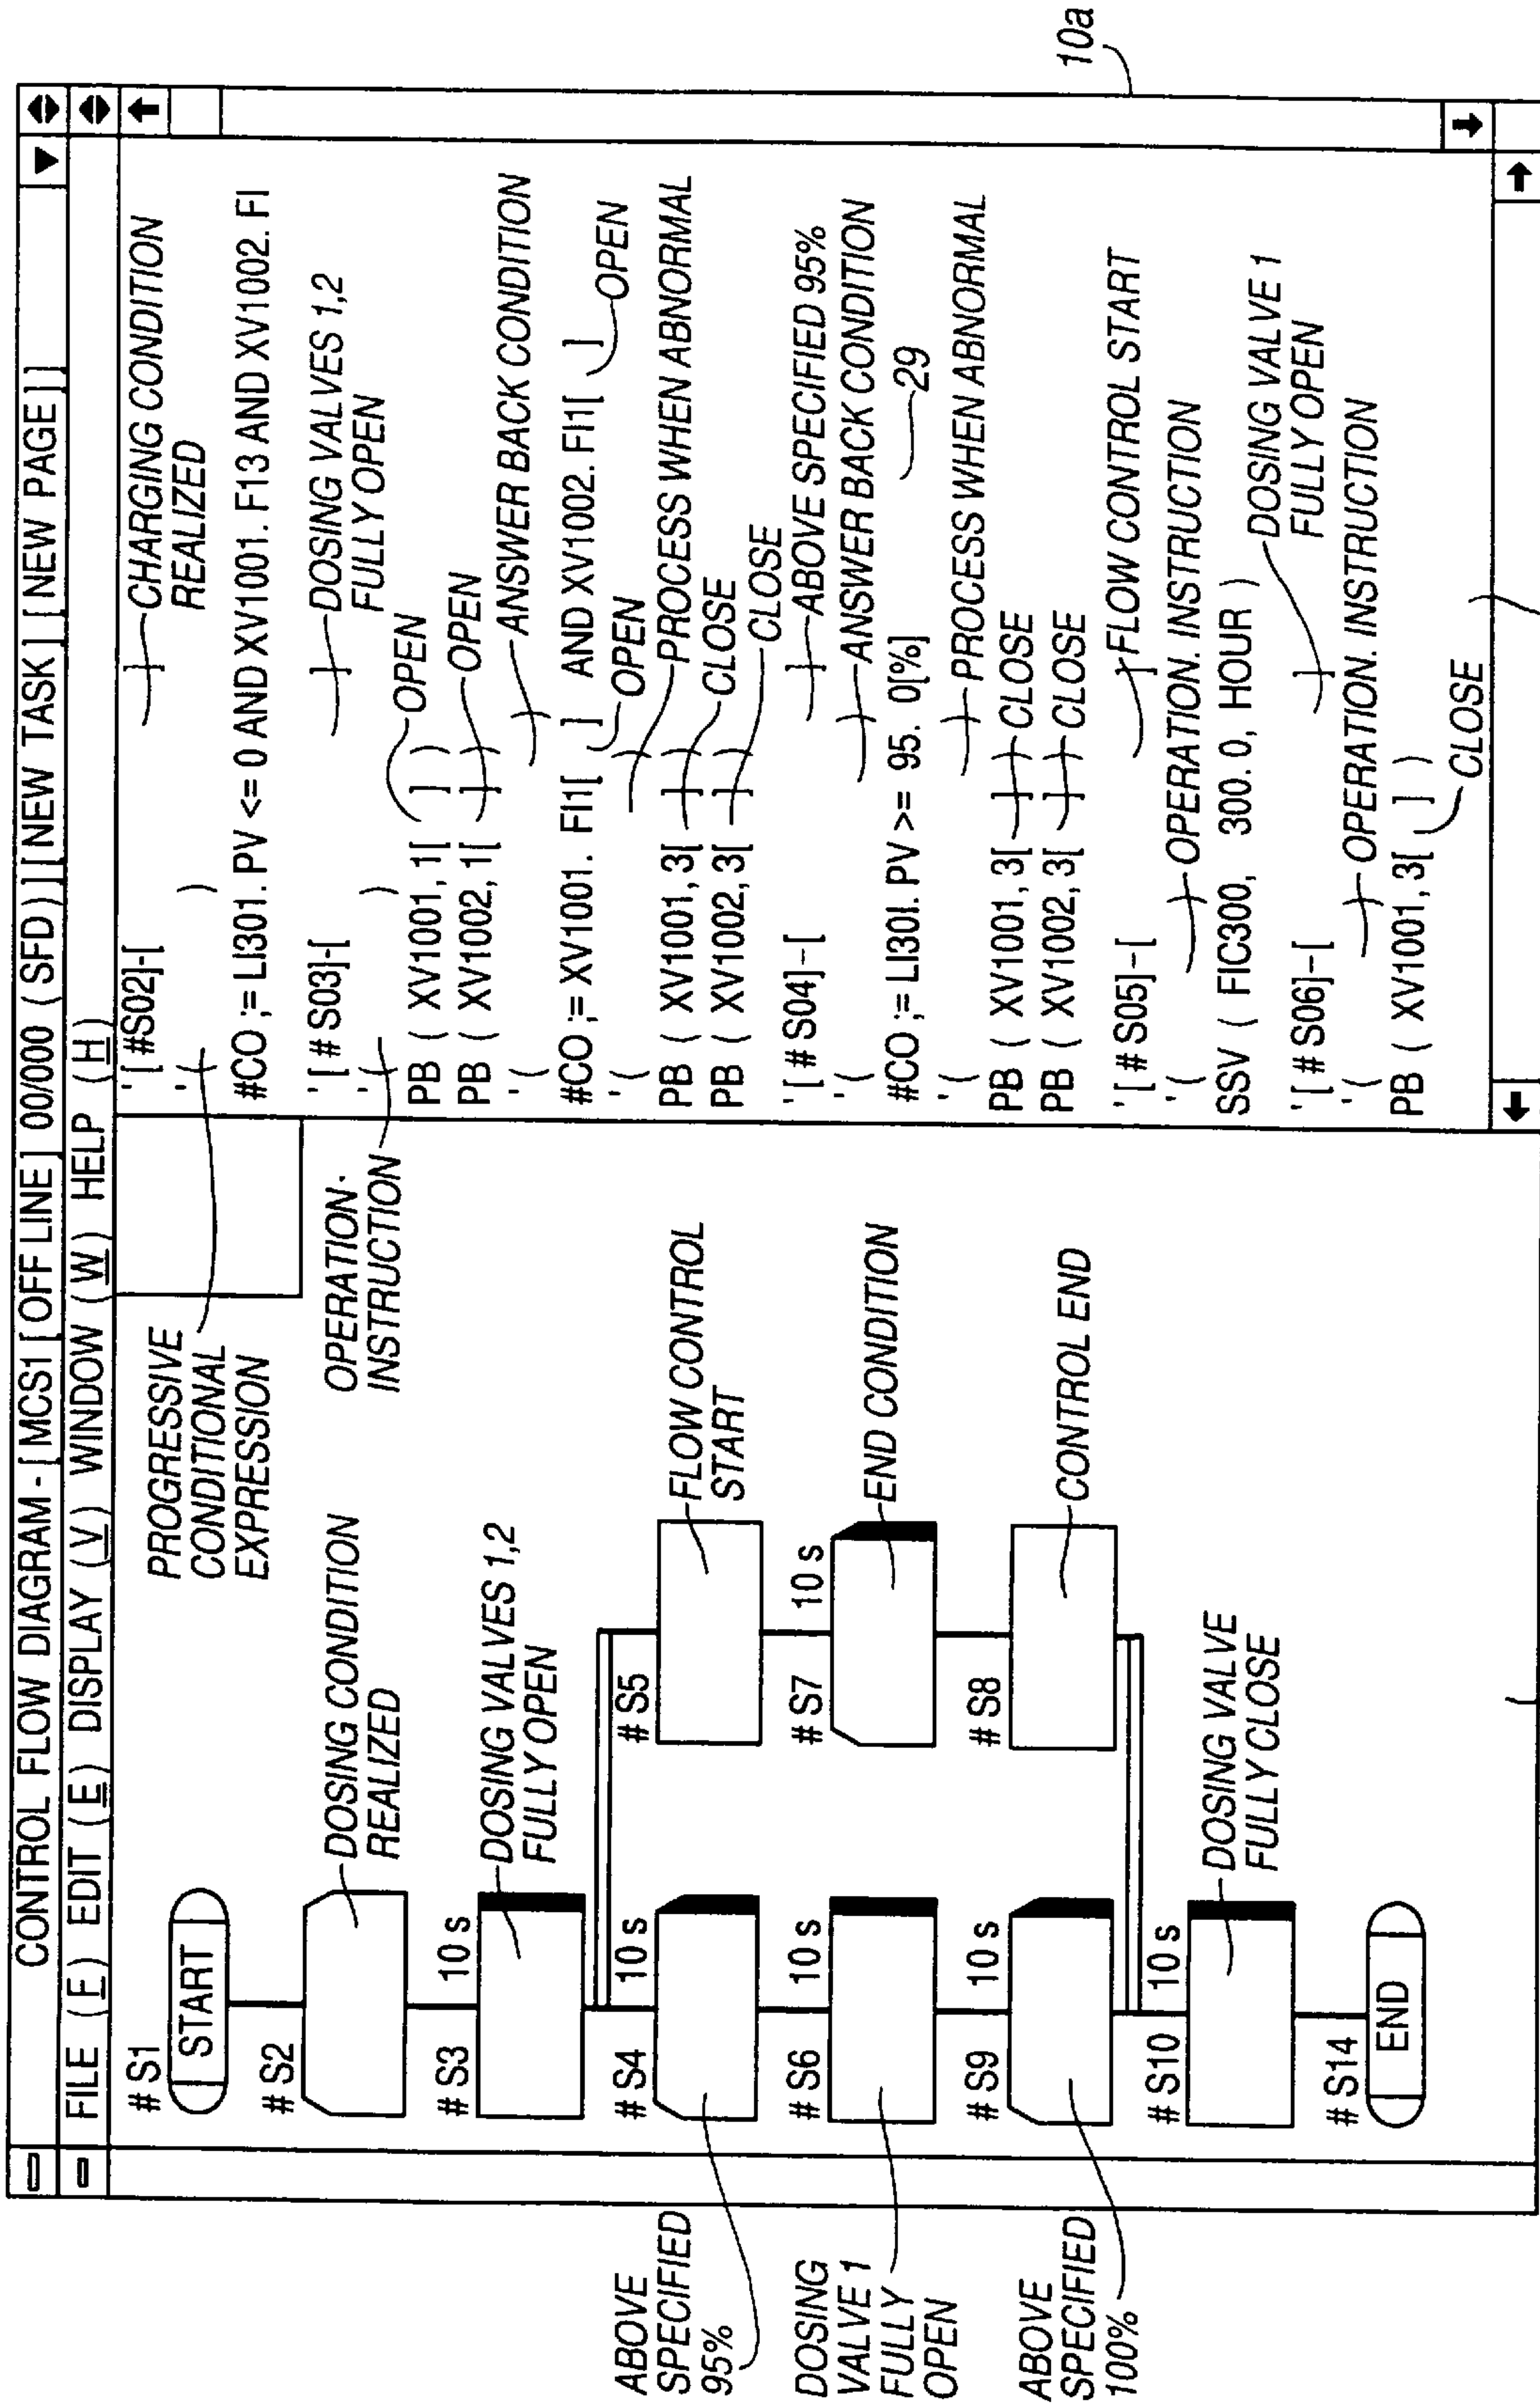 CONTROL FLOW DIAGRAM - [ MCS1 [ OFF LINE ] 00/000 ( SFD ) ] [ NEW TASK ] [ NEW PAGE ] ]
FILE (F) EDIT (E) DISPLAY (V) WINDOW (W) HELP (H)
# S1
START
# S2
DOSING CONDITION
REALIZED
# S3
10 s
DOSING VALVES 1,2
FULLY OPEN
# S4
10 s
ABOVE
SPECIFIED
95%
# S5
FLOW CONTROL
START
# S6
10 s
DOSING
VALVE 1
FULLY
OPEN
# S7
10 s
END CONDITION
# S9
10 s
ABOVE
SPECIFIED
100%
# S8
CONTROL END
# S10
10 s
DOSING VALVE
FULLY CLOSE
# S14
END
PROGRESSIVE
CONDITIONAL
EXPRESSION
OPERATION·
INSTRUCTION
' [ #S02]-[ ] CHARGING CONDITION
REALIZED
' ( )
#CO ;= LI301. PV <= 0 AND XV1001. F13 AND XV1002. FI
' [ # S03]-[ ] DOSING VALVES 1,2
FULLY OPEN
' ( )
PB ( XV1001, 1[ ] ) OPEN
PB ( XV1002, 1[ ] ) OPEN
' ( ) ANSWER BACK CONDITION
#CO ;= XV1001. FI1[ ] AND XV1002. FI1[ ] OPEN
OPEN
' ( ) PROCESS WHEN ABNORMAL
PB ( XV1001, 3[ ] ) CLOSE
PB ( XV1002, 3[ ] ) CLOSE
' [ # S04]-[ ] ABOVE SPECIFIED 95%
' ( ) ANSWER BACK CONDITION
#CO ;= LI30I. PV >= 95. 0[%]
29
' ( ) PROCESS WHEN ABNORMAL
PB ( XV1001, 3[ ] ) CLOSE
PB ( XV1002, 3[ ] ) CLOSE
' [ # S05]-[ ] FLOW CONTROL START
' ( ) OPERATION. INSTRUCTION
SSV ( FIC300, 300. 0, HOUR )
' [ # S06]-[ ] DOSING VALVE 1
FULLY OPEN
' ( ) OPERATION. INSTRUCTION
PB ( XV1001, 3[ ] )
CLOSE
10a